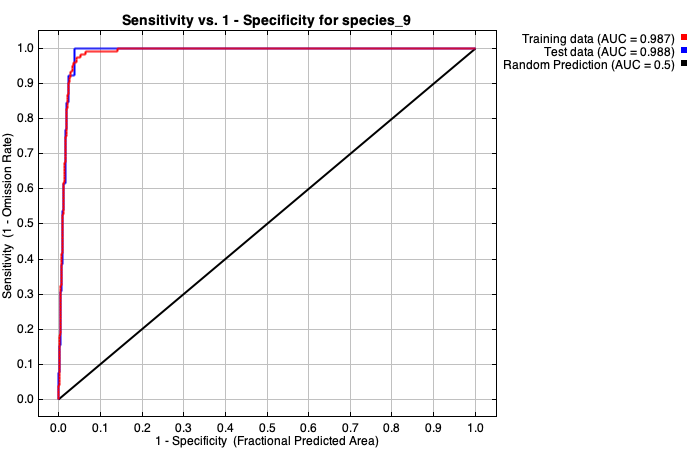 Sensitivity vs. 1 - Specificity for species_9
Training data (AUC = 0.987)
Test data (AUC = 0.988)
Random Prediction (AUC = 0.5)
Sensitivity (1 - Omission Rate)
1.0
0.9
0.8
0.7
0.6
0.5
0.4
0.3
0.2
0.1
0.0
0.0 0.1 0.2 0.3 0.4 0.5 0.6 0.7 0.8 0.9 1.0
1 - Specificity (Fractional Predicted Area)